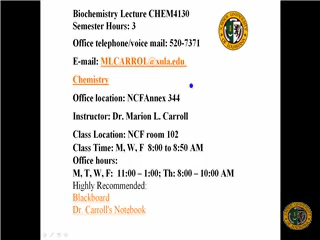 Biochemistry Lecture CHEM4130
Semester Hours: 3
Office telephone/voice mail: 520-7371
E-mail: MLCARROL@xula.edu
Chemistry
Office location: NCFAnnex 344
Instructor: Dr. Marion L. Carroll
Class Location: NCF room 102
Class Time: M, W, F 8:00 to 8:50 AM
Office hours:
M, T, W, F: 11:00 – 1:00; Th: 8:00 – 10:00 AM
Highly Recommended:
Blackboard
Dr Carroll's Notebook